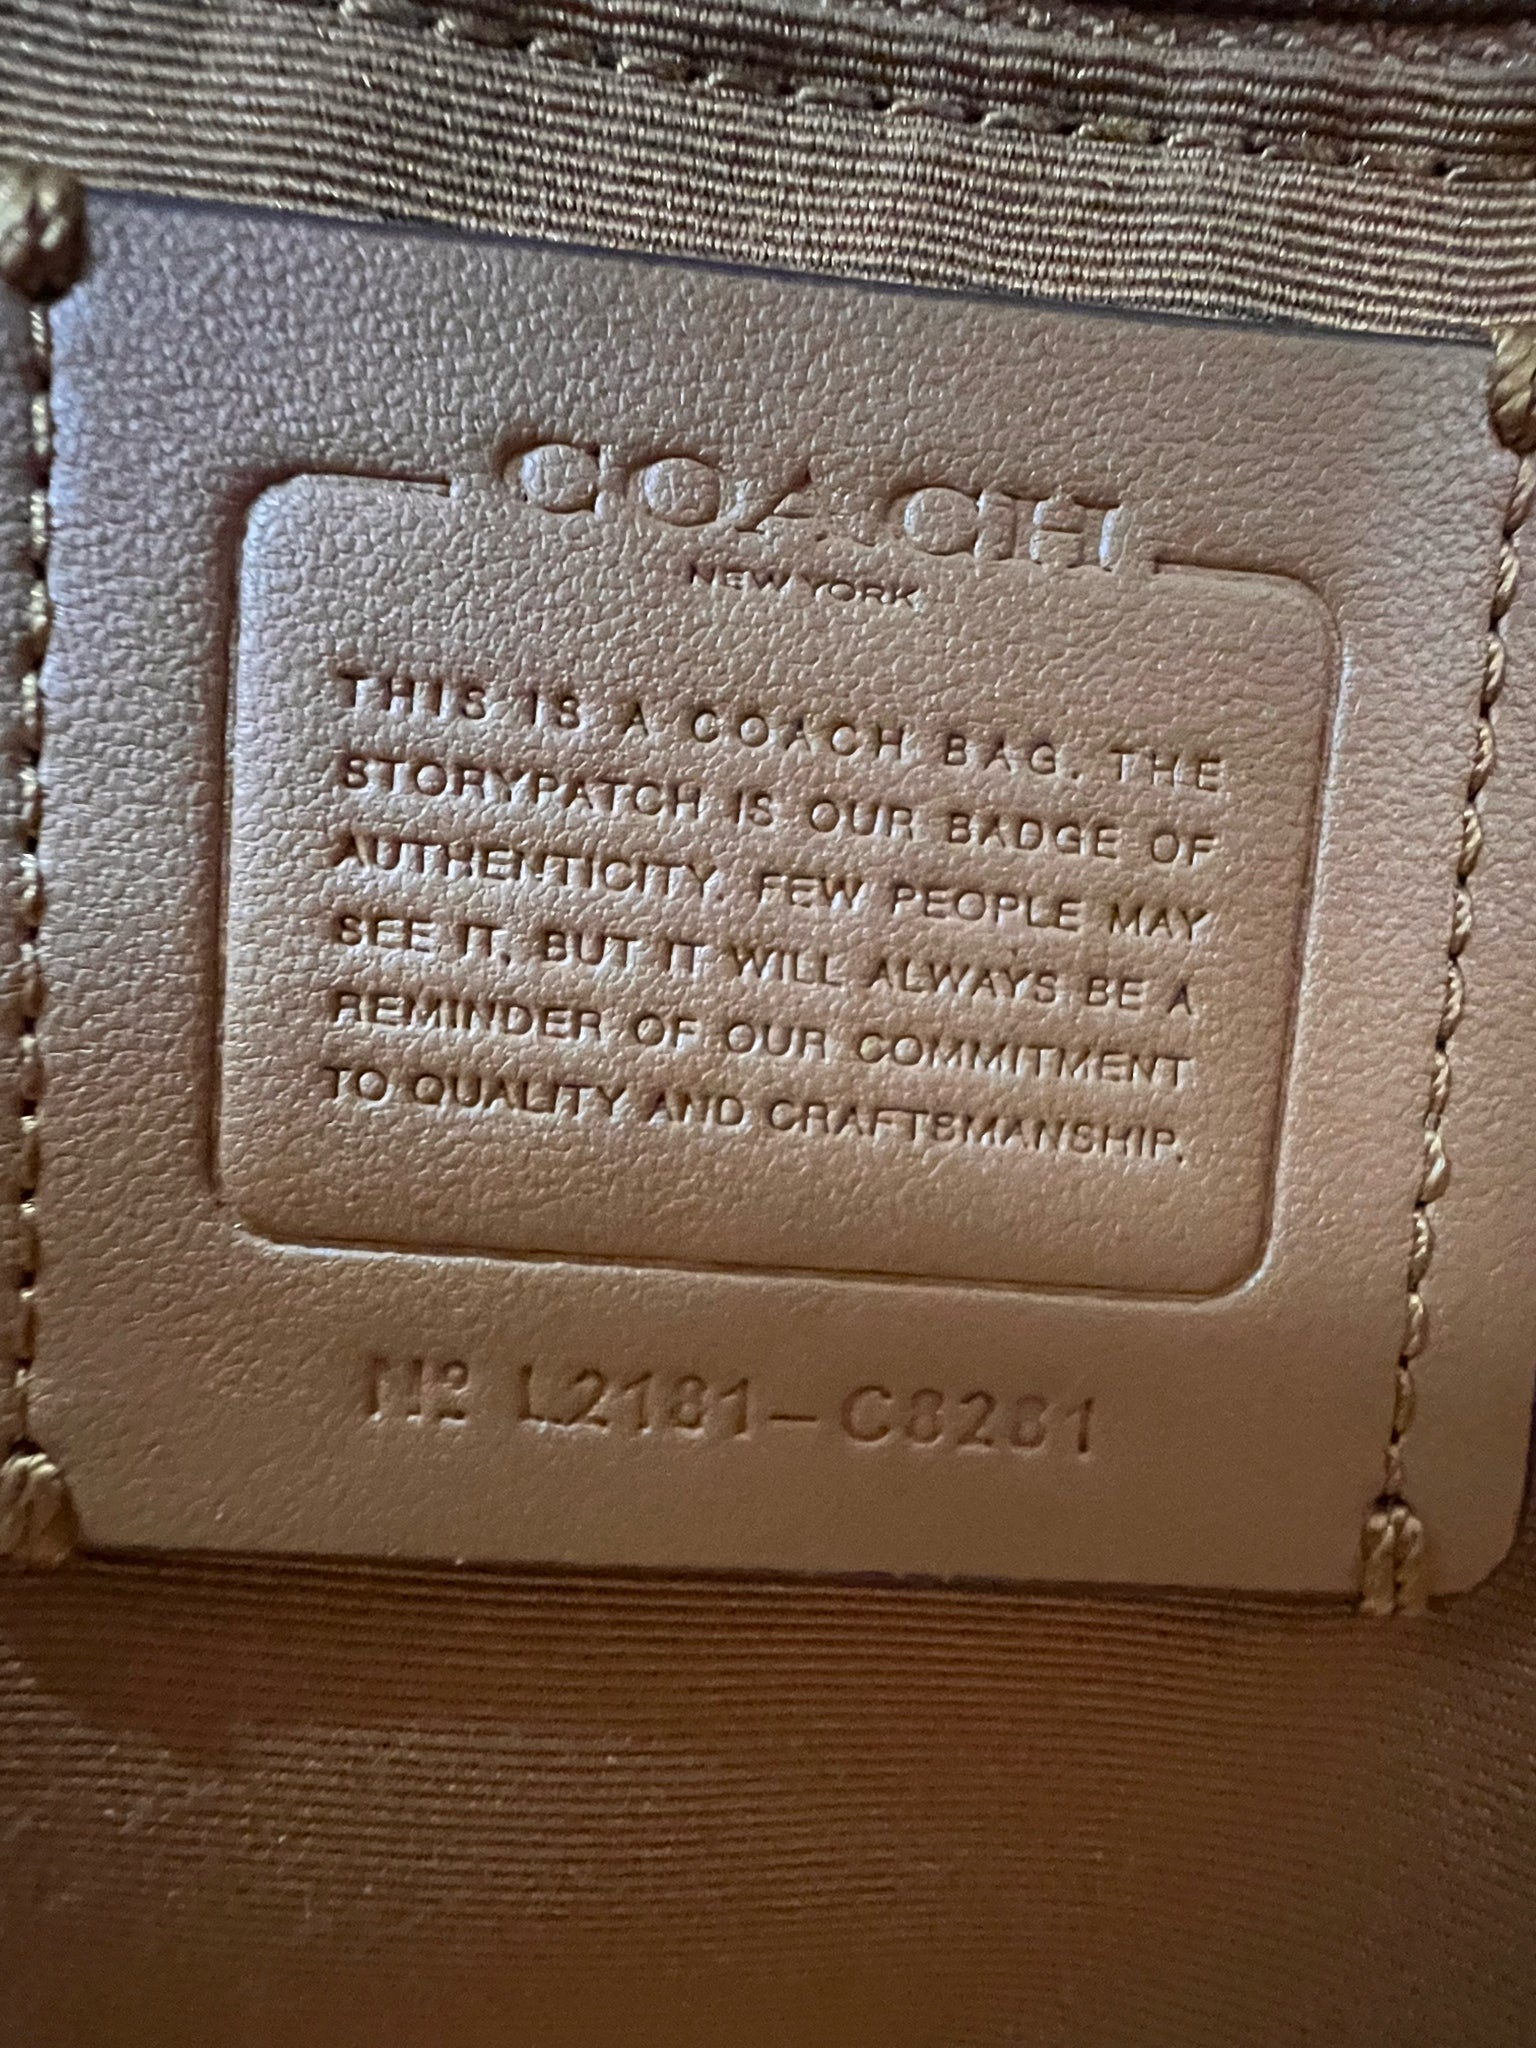 COACH
NEW YORK
THIS IS A COACH BAG. THE
STORYPATCH IS OUR BADGE OF
AUTHENTICITY. FEW PEOPLE MAY
SEE IT, BUT IT WILL ALWAYS BE A
REMINDER OF OUR COMMITMENT
TO QUALITY AND CRAFTSMANSHIP.
Nº L2181-C8281